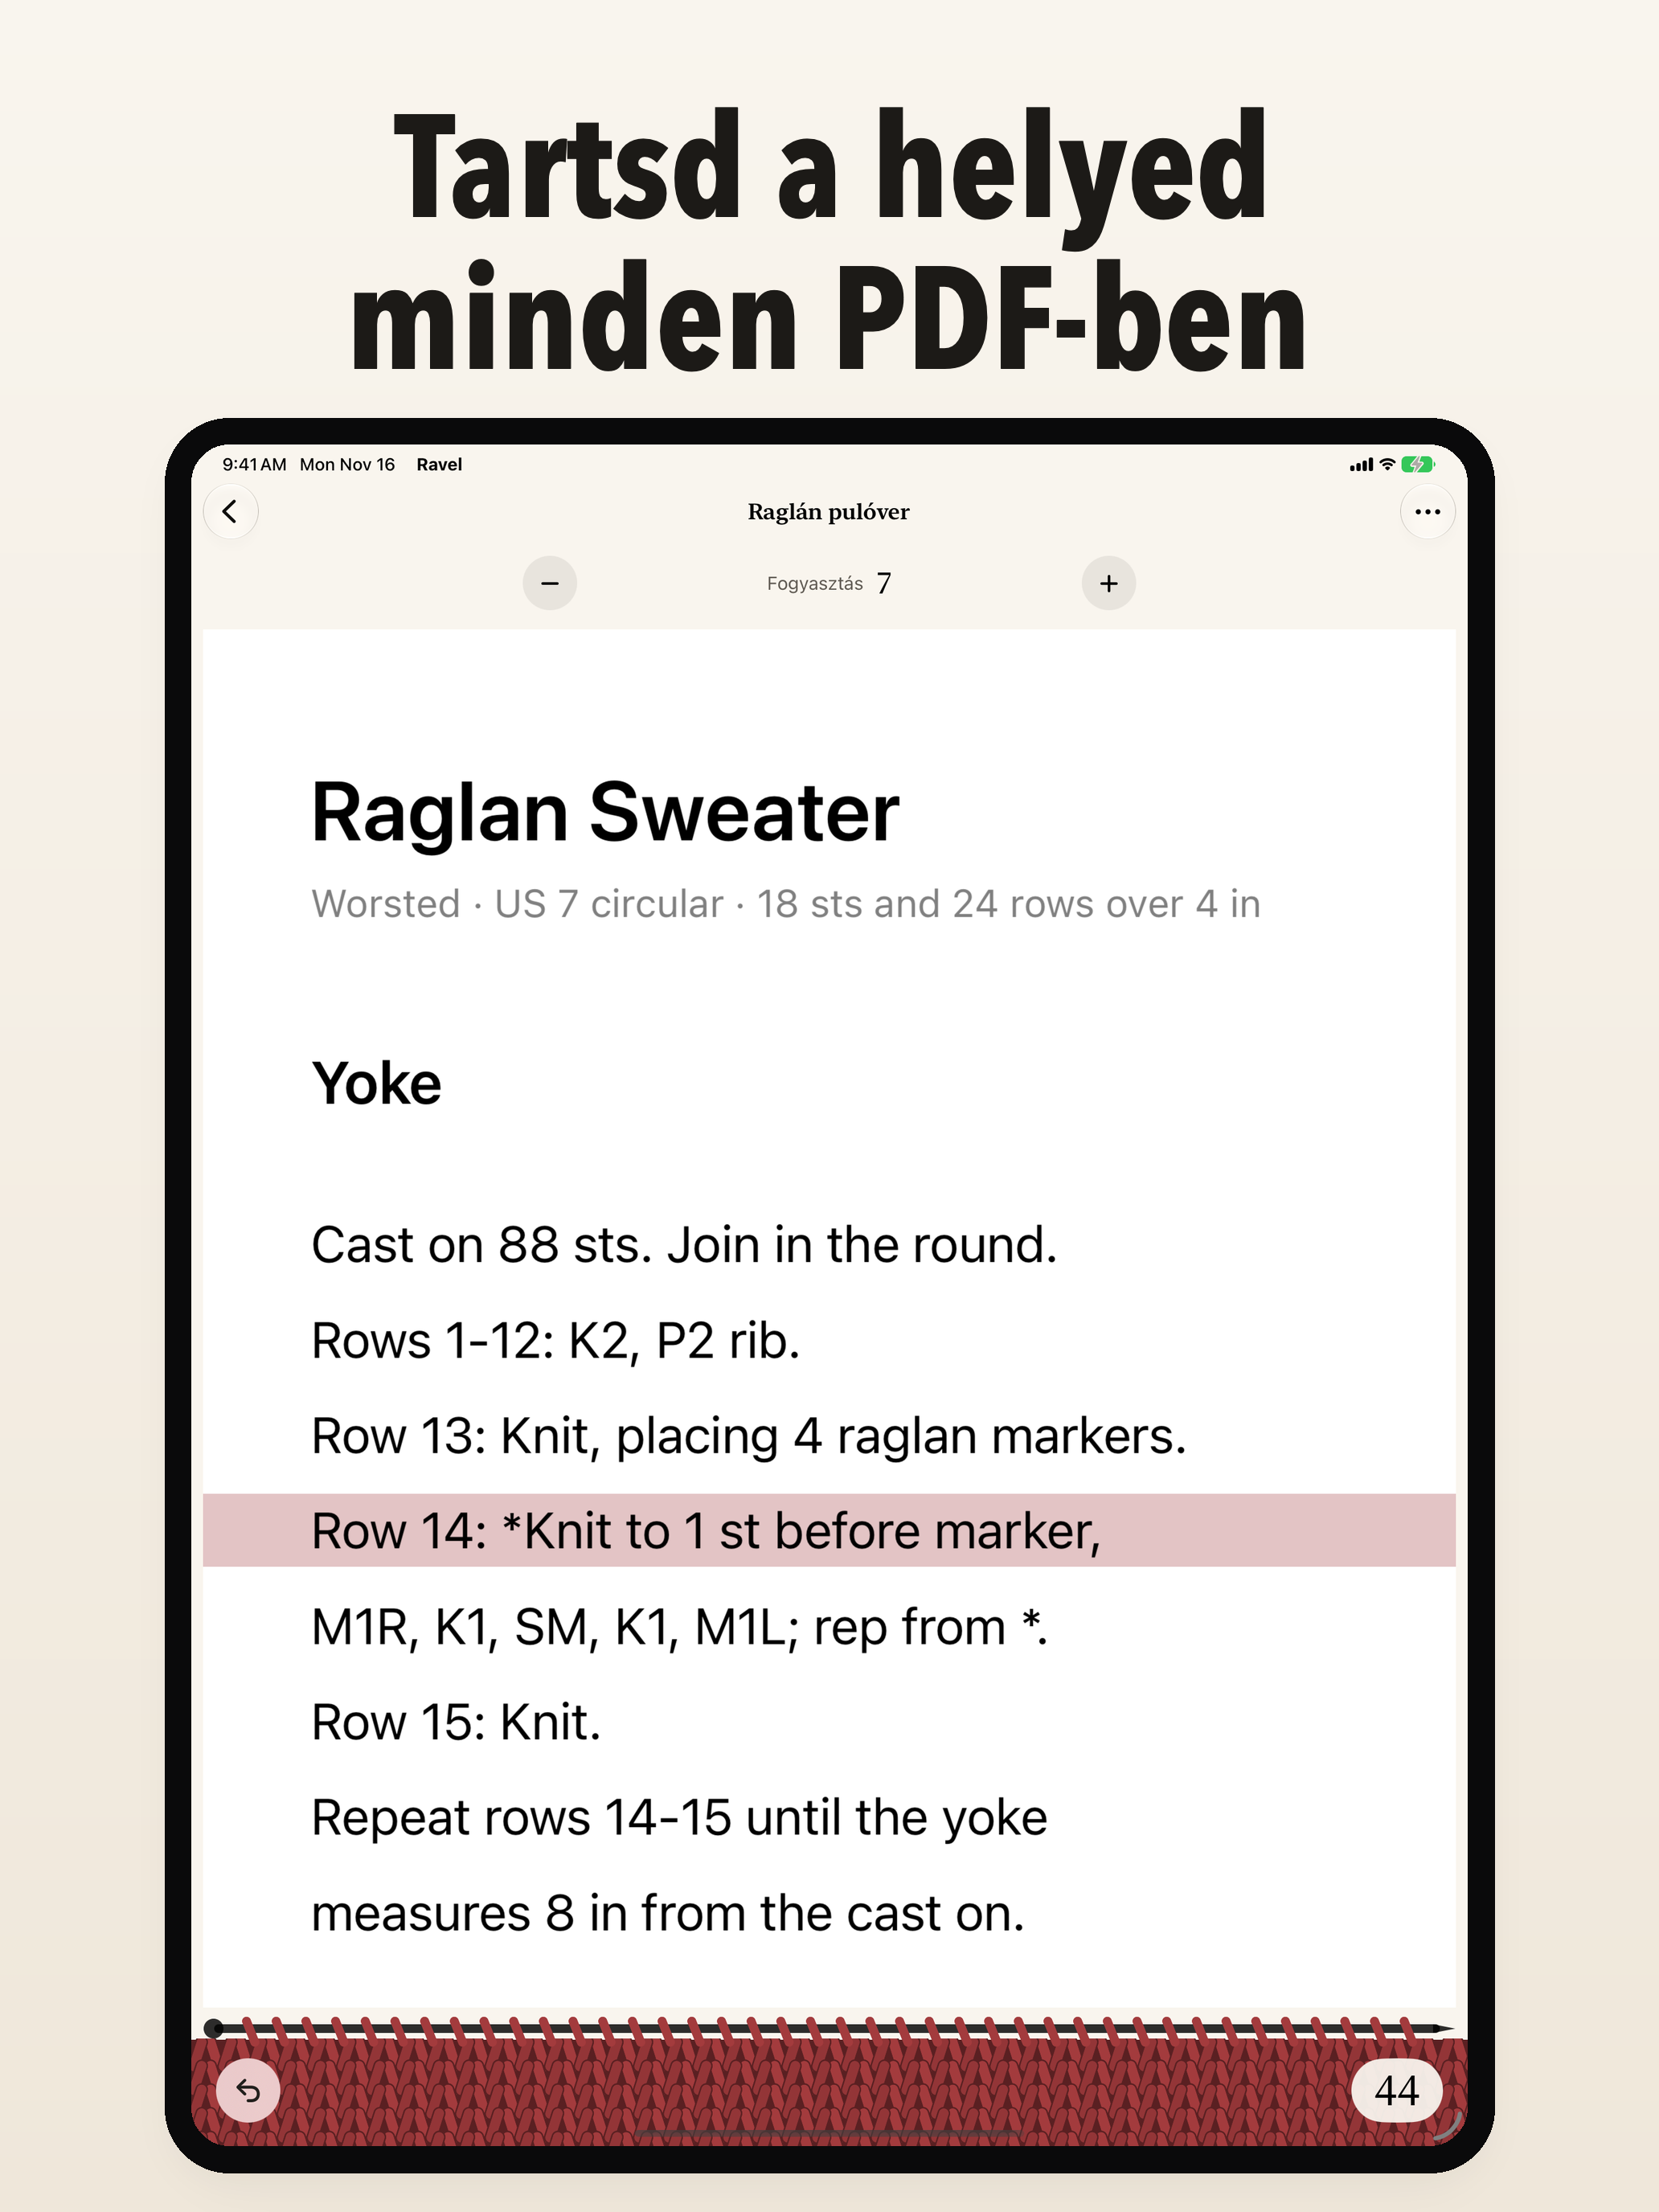 Tartsd a helyed
minden PDF-ben
9:41 AM Mon Nov 16 Ravel
Raglán pulóver
Fogyasztás 7
Raglan Sweater
Worsted · US 7 circular · 18 sts and 24 rows over 4 in
Yoke
Cast on 88 sts. Join in the round.
Rows 1-12: K2, P2 rib.
Row 13: Knit, placing 4 raglan markers.
Row 14: *Knit to 1 st before marker,
M1R, K1, SM, K1, M1L; rep from *.
Row 15: Knit.
Repeat rows 14-15 until the yoke
measures 8 in from the cast on.
44